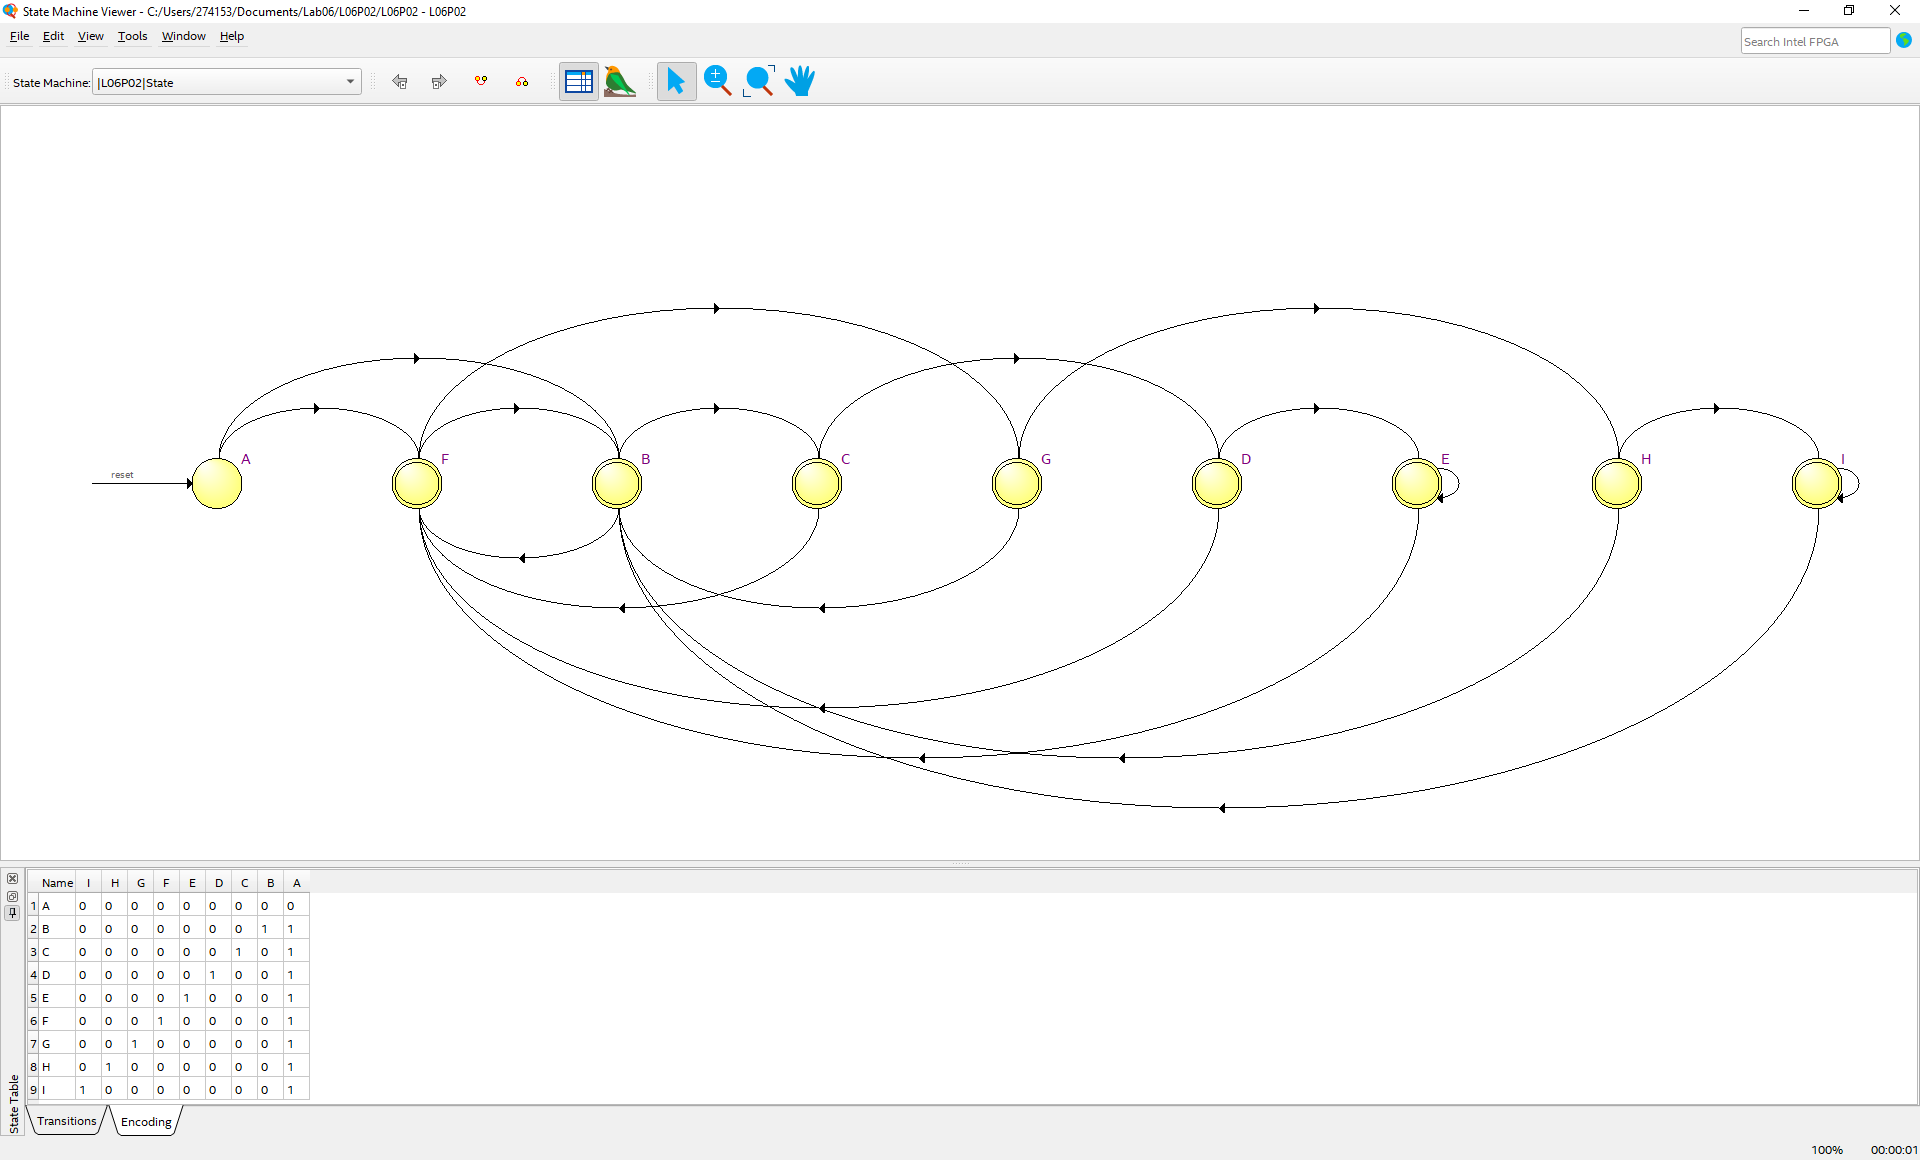 State Machine Viewer - C:/Users/274153/Documents/Lab06/L06P02/L06P02 - L06P02
File Edit View Tools Window Help
Search Intel FPGA
State Machine: |L06P02|State
reset
A F B C G D E H I
Name I H G F E D C B A
1 A 0 0 0 0 0 0 0 0 0
2 B 0 0 0 0 0 0 0 1 1
3 C 0 0 0 0 0 0 1 0 1
4 D 0 0 0 0 0 1 0 0 1
5 E 0 0 0 0 1 0 0 0 1
6 F 0 0 0 1 0 0 0 0 1
7 G 0 0 1 0 0 0 0 0 1
8 H 0 1 0 0 0 0 0 0 1
9 I 1 0 0 0 0 0 0 0 1
State Table
Transitions Encoding
100% 00:00:01